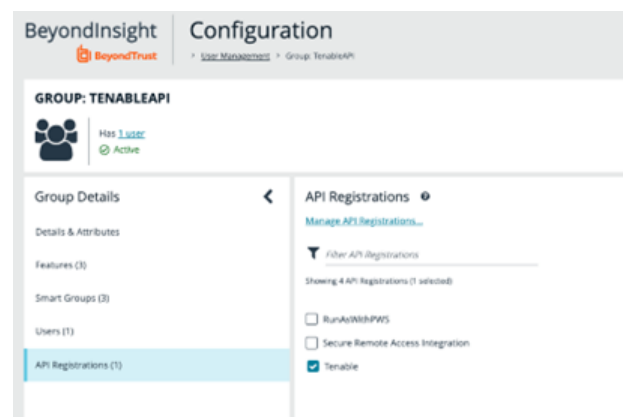 BeyondInsight
BeyondTrust
Configuration
> User Management > Group: TenableAPI
GROUP: TENABLEAPI
Has 1 user
Active
Group Details
Details & Attributes
Features (3)
Smart Groups (3)
Users (1)
API Registrations (1)
API Registrations
Manage API Registrations...
Filter API Registrations
Showing 4 API Registrations (1 selected)
RunAsWithPWS
Secure Remote Access Integration
Tenable